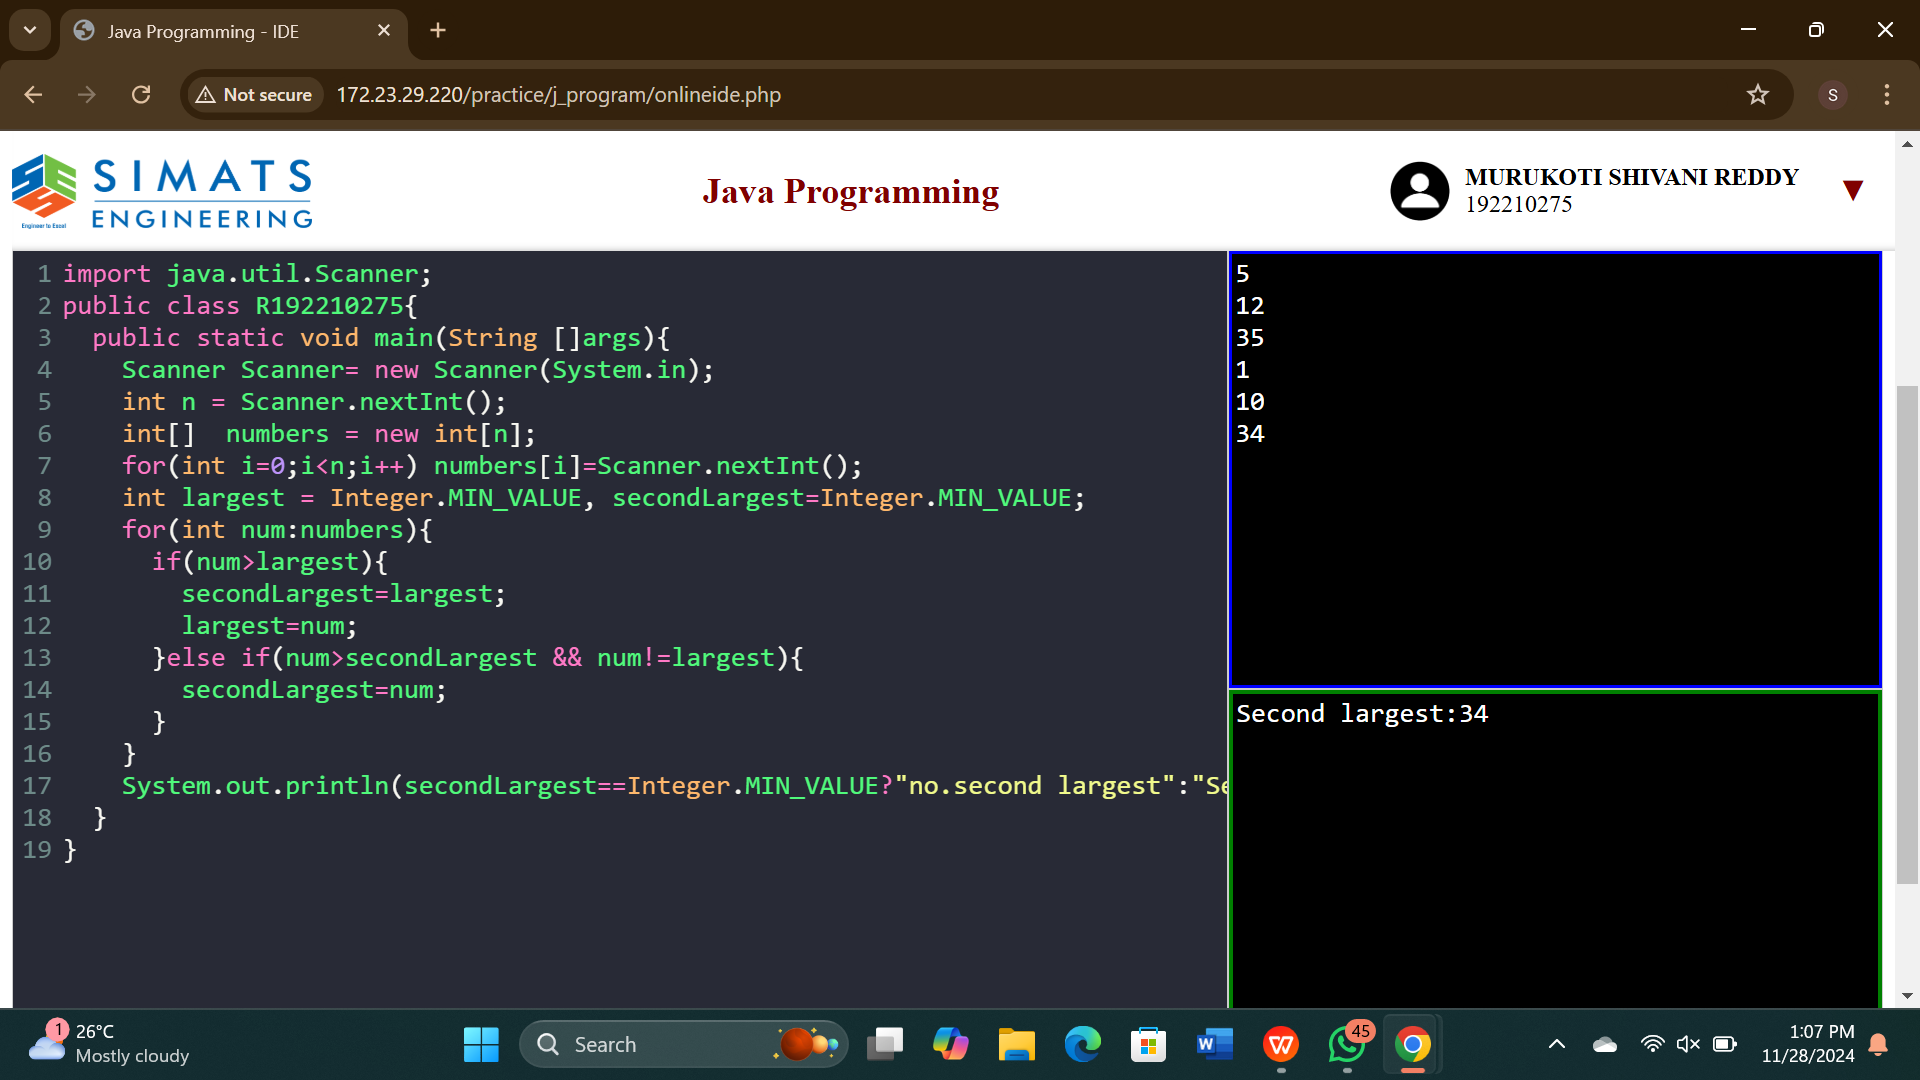 Java Programming - IDE
Not secure
172.23.29.220/practice/j_program/onlineide.php
S
SIMATS
ENGINEERING
Engineer to Excel
Java Programming
MURUKOTI SHIVANI REDDY
192210275
1 import java.util.Scanner;
2 public class R192210275{
3   public static void main(String []args){
4     Scanner Scanner= new Scanner(System.in);
5     int n = Scanner.nextInt();
6     int[]  numbers = new int[n];
7     for(int i=0;i<n;i++) numbers[i]=Scanner.nextInt();
8     int largest = Integer.MIN_VALUE, secondLargest=Integer.MIN_VALUE;
9     for(int num:numbers){
10       if(num>largest){
11         secondLargest=largest;
12         largest=num;
13       }else if(num>secondLargest && num!=largest){
14         secondLargest=num;
15       }
16     }
17     System.out.println(secondLargest==Integer.MIN_VALUE?"no.second largest":"Se
18   }
19 }
5
12
35
1
10
34
Second largest:34
1
26°C
Mostly cloudy
Search
45
1:07 PM
11/28/2024